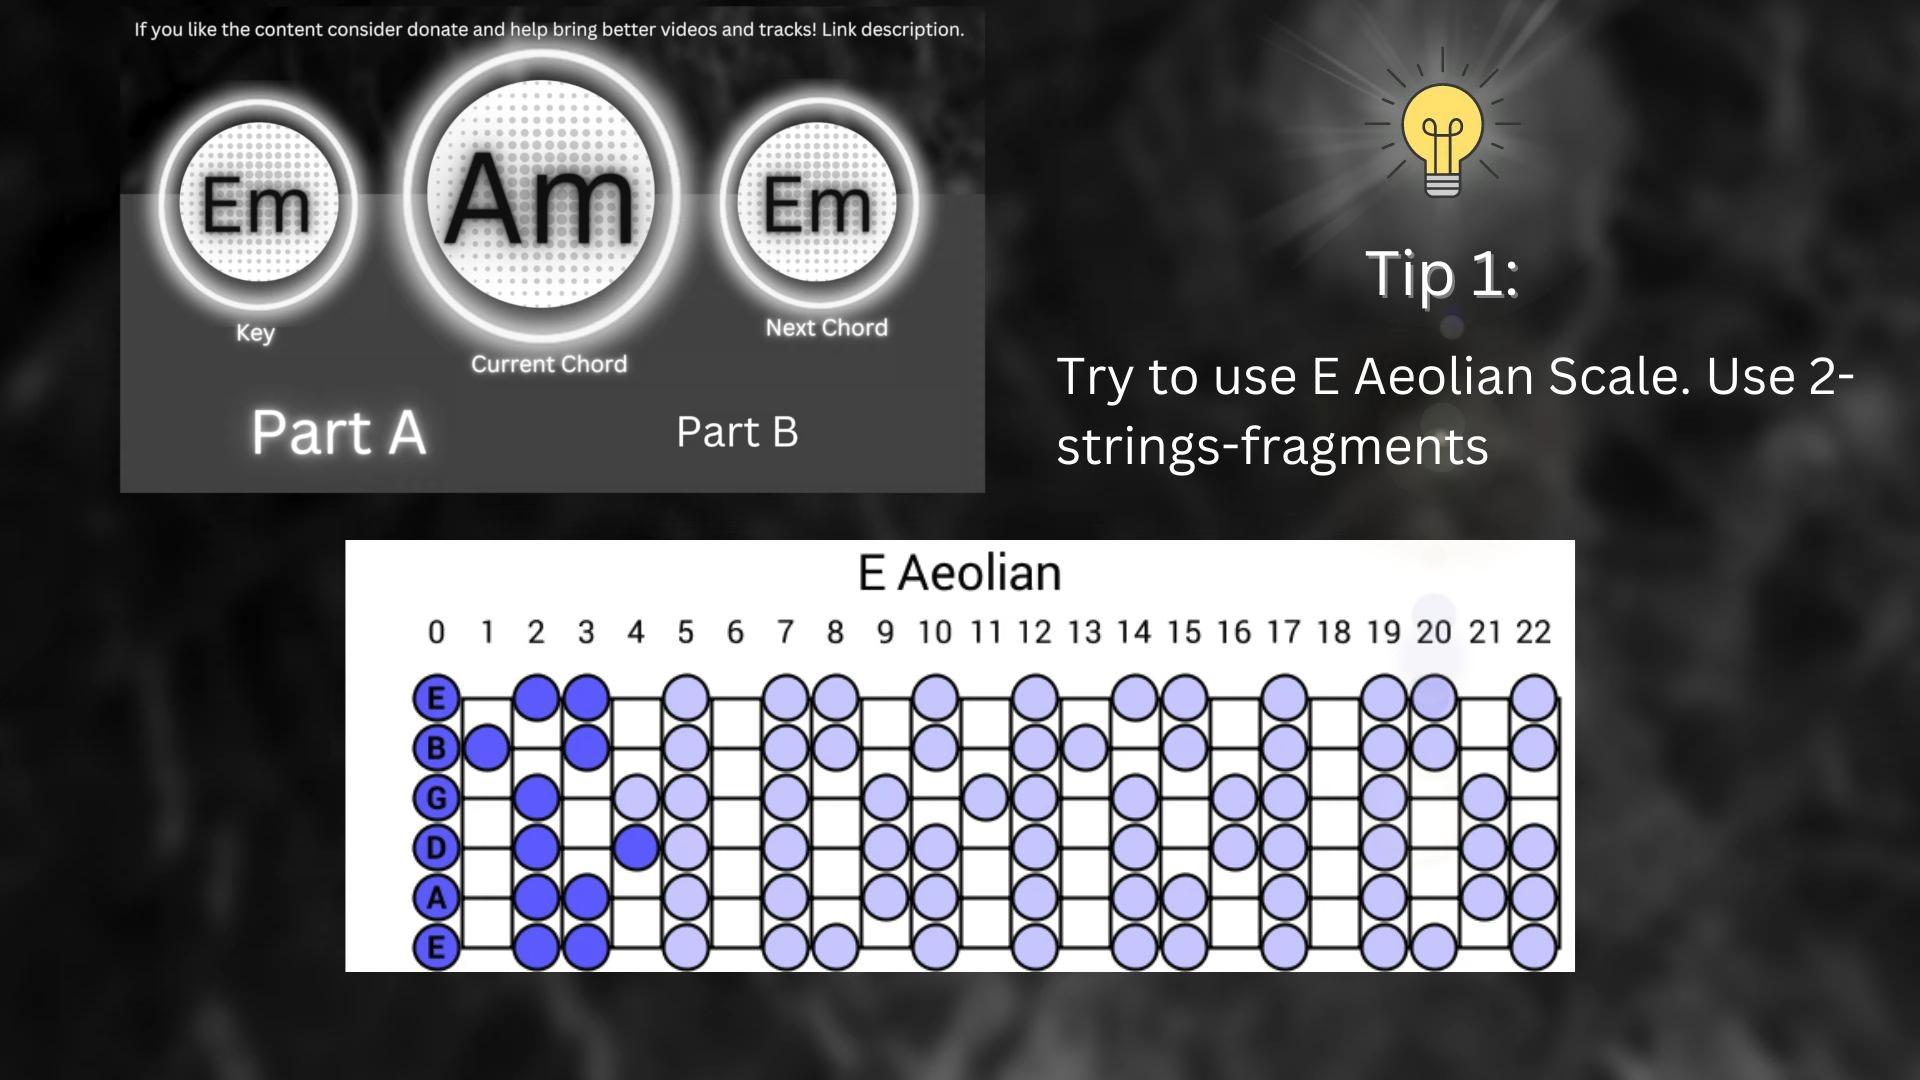 If you like the content consider donate and help bring better videos and tracks! Link description.
Em
Am
Em
Key
Current Chord
Next Chord
Part A
Part B
Tip 1:
Try to use E Aeolian Scale. Use 2-
strings-fragments
E Aeolian
0 1 2 3 4 5 6 7 8 9 10 11 12 13 14 15 16 17 18 19 20 21 22
E
B
G
D
A
E